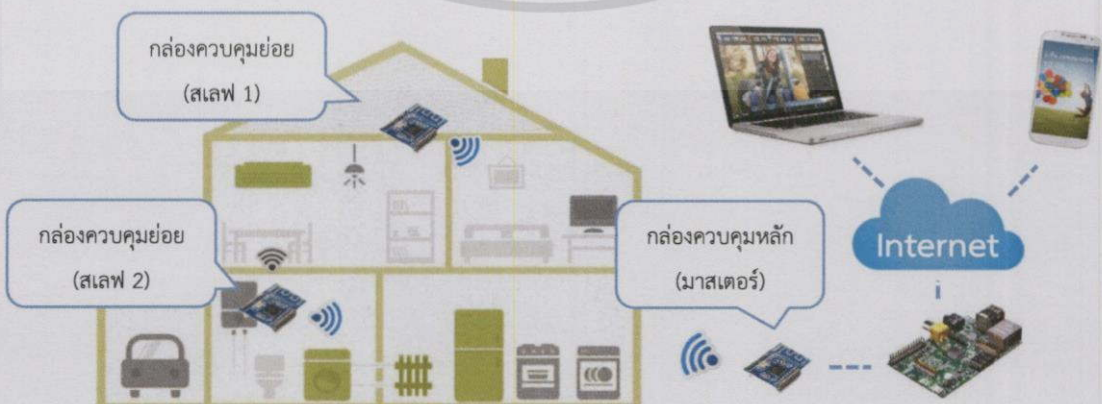 กล่องควบคุมย่อย
(สเลฟ 1)
กล่องควบคุมย่อย
(สเลฟ 2)
กล่องควบคุมหลัก
(มาสเตอร์)
Internet